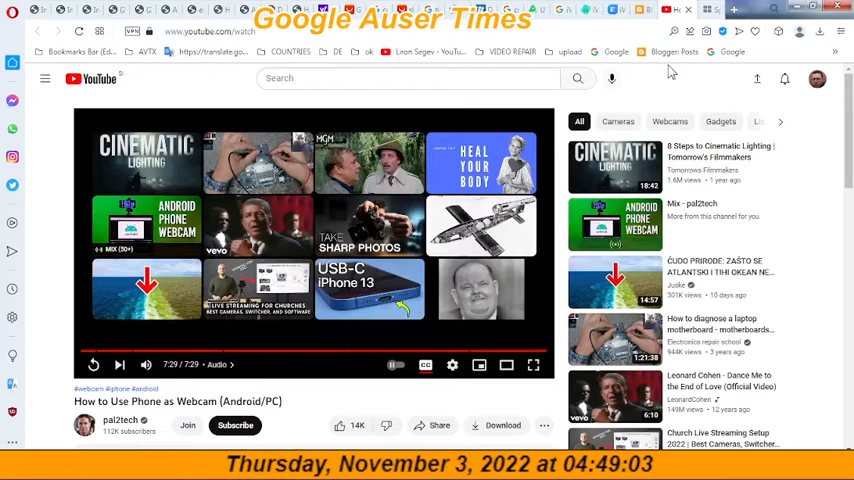 Google Auser Times
www.youtube.com/watch
VPN
Bookmarks Bar (Ed...
AVTX
https://translate.go...
COUNTRIES
DE
ok
Liron Segev - YouTu...
VIDEO REPAIR
upload
Google
Blogger: Posts
Google
YouTube
Search
CINEMATIC
LIGHTING
MGM
HEAL
YOUR
BODY
ANDROID
PHONE
WEBCAM
MIX (50+)
vevo
TAKE
SHARP PHOTOS
LIVE STREAMING FOR CHURCHES
BEST CAMERAS, SWITCHER, AND SOFTWARE
USB-C
iPhone 13
7:29 / 7:29 • Audio
CC
#webcam #iphone #android
How to Use Phone as Webcam (Android/PC)
pal2tech
112K subscribers
Join
Subscribe
14K
Share
Download
All
Cameras
Webcams
Gadgets
CINEMATIC
LIGHTING
18:42
8 Steps to Cinematic Lighting |
Tomorrow's Filmmakers
Tomorrows Filmmakers
1.6M views • 1 year ago
ANDROID
PHONE
WEBCAM
Mix - pal2tech
More from this channel for you
14:57
ČUDO PRIRODE: ZAŠTO SE
ATLANTSKI I TIHI OKEAN NE...
Juske
301K views • 10 days ago
1:21:38
How to diagnose a laptop
motherboard - motherboards...
Electronics repair school
944K views • 3 years ago
vevo
6:10
Leonard Cohen - Dance Me to
the End of Love (Official Video)
LeonardCohen
149M views • 12 years ago
Church Live Streaming Setup
2022 | Best Cameras, Switcher...
Thursday, November 3, 2022 at 04:49:03